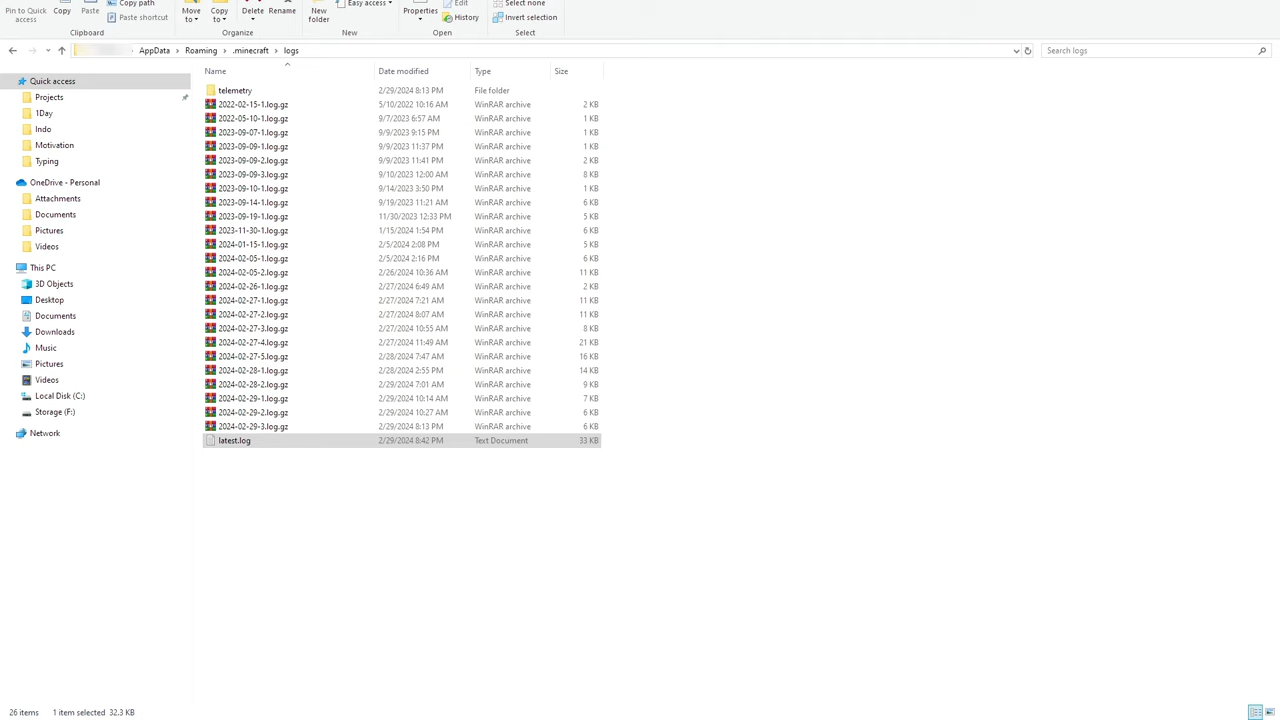 Copy path
Easy access
Edit
Select none
Pin to Quick access
Copy
Paste
Paste shortcut
Move to
Copy to
Delete
Rename
New folder
Properties
History
Invert selection
Clipboard
Organize
New
Open
Select
AppData > Roaming > .minecraft > logs
Search logs
Name Date modified Type Size
Quick access
Projects
1Day
Indo
Motivation
Typing
OneDrive - Personal
Attachments
Documents
Pictures
Videos
This PC
3D Objects
Desktop
Documents
Downloads
Music
Pictures
Videos
Local Disk (C:)
Storage (F:)
Network
telemetry 2/29/2024 8:13 PM File folder
2022-02-15-1.log.gz 5/10/2022 10:16 AM WinRAR archive 2 KB
2022-05-10-1.log.gz 9/7/2023 6:57 AM WinRAR archive 1 KB
2023-09-07-1.log.gz 9/9/2023 9:15 PM WinRAR archive 1 KB
2023-09-09-1.log.gz 9/9/2023 11:37 PM WinRAR archive 1 KB
2023-09-09-2.log.gz 9/9/2023 11:41 PM WinRAR archive 2 KB
2023-09-09-3.log.gz 9/10/2023 12:00 AM WinRAR archive 8 KB
2023-09-10-1.log.gz 9/14/2023 3:50 PM WinRAR archive 1 KB
2023-09-14-1.log.gz 9/19/2023 11:21 AM WinRAR archive 6 KB
2023-09-19-1.log.gz 11/30/2023 12:33 PM WinRAR archive 5 KB
2023-11-30-1.log.gz 1/15/2024 1:54 PM WinRAR archive 6 KB
2024-01-15-1.log.gz 2/5/2024 2:08 PM WinRAR archive 5 KB
2024-02-05-1.log.gz 2/5/2024 2:16 PM WinRAR archive 6 KB
2024-02-05-2.log.gz 2/26/2024 10:36 AM WinRAR archive 11 KB
2024-02-26-1.log.gz 2/27/2024 6:49 AM WinRAR archive 2 KB
2024-02-27-1.log.gz 2/27/2024 7:21 AM WinRAR archive 11 KB
2024-02-27-2.log.gz 2/27/2024 8:07 AM WinRAR archive 11 KB
2024-02-27-3.log.gz 2/27/2024 10:55 AM WinRAR archive 8 KB
2024-02-27-4.log.gz 2/27/2024 11:49 AM WinRAR archive 21 KB
2024-02-27-5.log.gz 2/28/2024 7:47 AM WinRAR archive 16 KB
2024-02-28-1.log.gz 2/28/2024 2:55 PM WinRAR archive 14 KB
2024-02-28-2.log.gz 2/29/2024 7:01 AM WinRAR archive 9 KB
2024-02-29-1.log.gz 2/29/2024 10:14 AM WinRAR archive 7 KB
2024-02-29-2.log.gz 2/29/2024 10:27 AM WinRAR archive 6 KB
2024-02-29-3.log.gz 2/29/2024 8:13 PM WinRAR archive 6 KB
latest.log 2/29/2024 8:42 PM Text Document 33 KB
26 items 1 item selected 32.3 KB